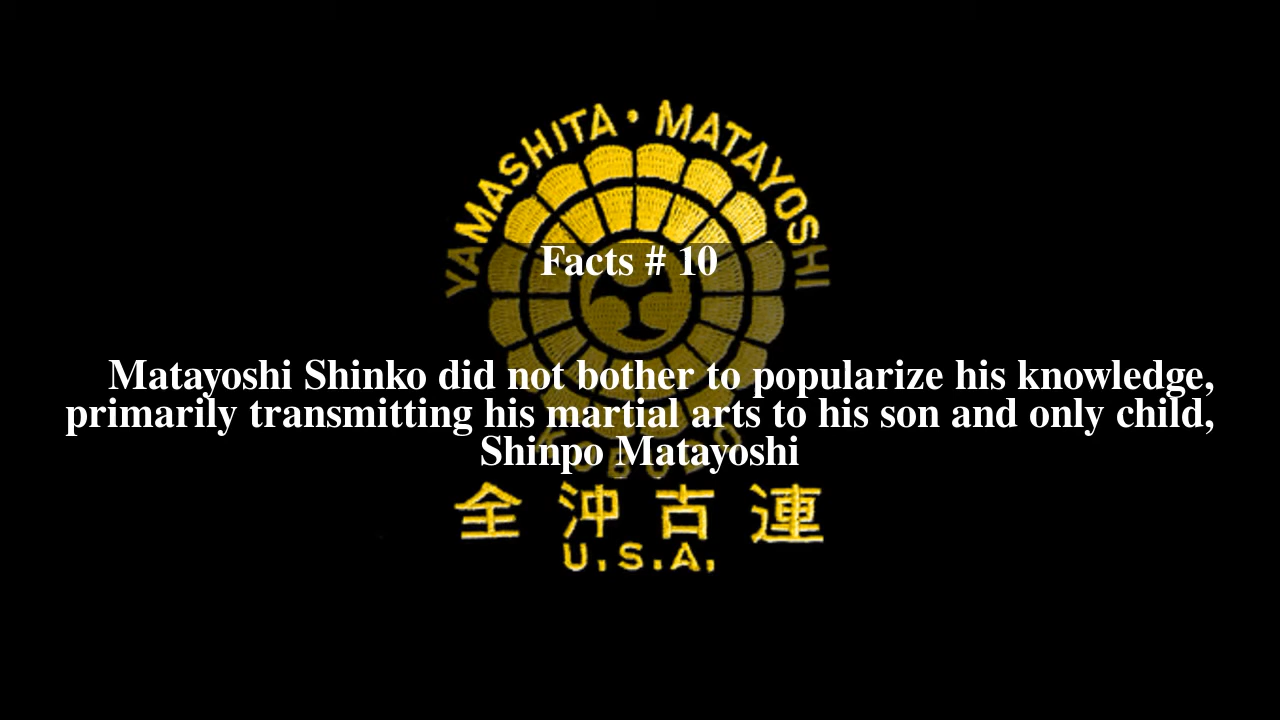 YAMASHITA · MATAYOSHI
Facts # 10
Matayoshi Shinko did not bother to popularize his knowledge,
primarily transmitting his martial arts to his son and only child,
Shinpo Matayoshi
KOBUDO
全 沖 古 連
U.S.A.